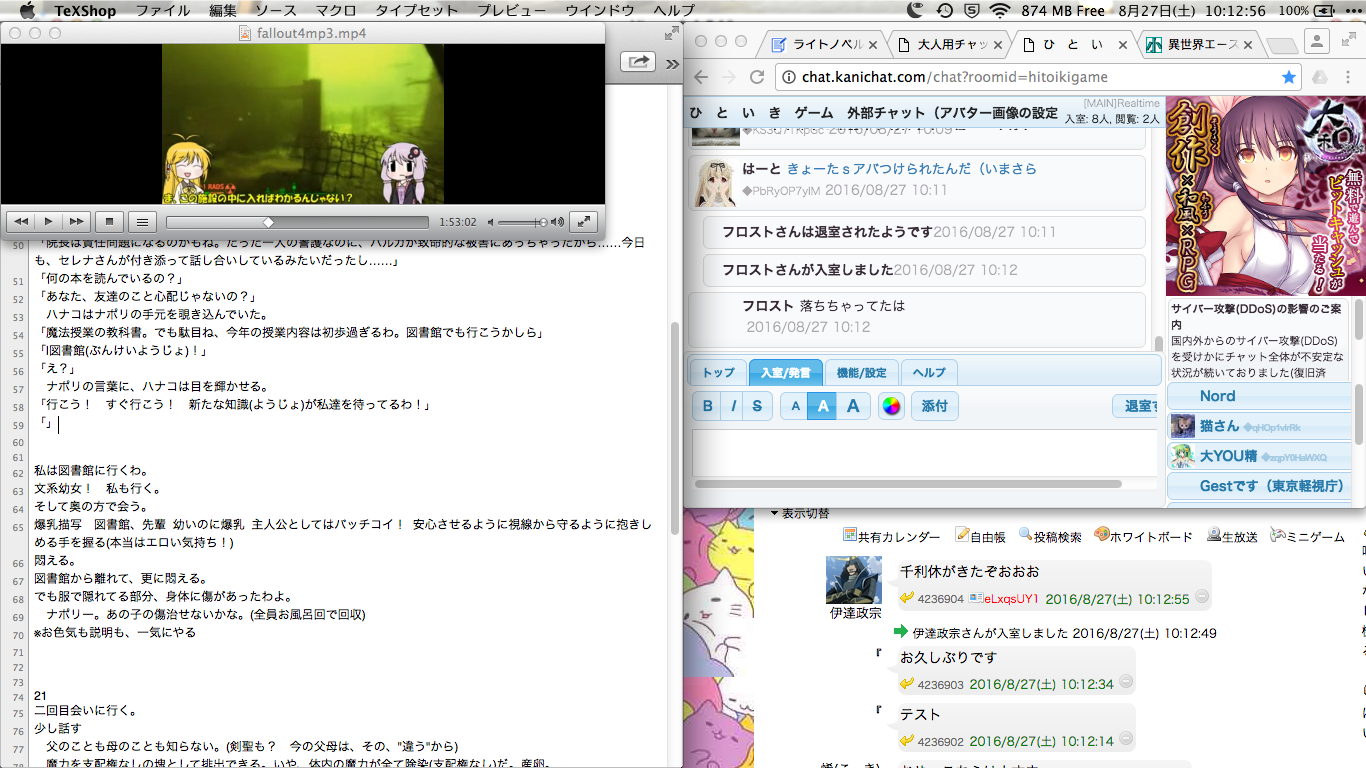 TeXShop ファイル 編集 ソース マクロ タイプセット プレビュー ウインドウ ヘルプ 874 MB Free 8月27日(土) 10:12:56 100%
fallout4mp3.mp4
RADS
ま、この施設の中に入ればわかるんじゃない?
1:53:02
50 「院長は責任問題になるのかもね。たった一人の警護なのに、ハルカが致命的な被害にあっちゃったから……今日
も、セレナさんが付き添って話し合いしているみたいだったし……」
51 「何の本を読んでいるの?」
52 「あなた、友達のこと心配じゃないの?」
53 ハナコはナポリの手元を覗き込んでいた。
54 「魔法授業の教科書。でも駄目ね、今年の授業内容は初歩過ぎるわ。図書館でも行こうかしら」
55 「図書館(ぶんけいようじょ)!」
56 「え?」
57 ナポリの言葉に、ハナコは目を輝かせる。
58 「行こう! すぐ行こう! 新たな知識(ようじょ)が私達を待ってるわ!」
59 「」
60
61
62 私は図書館に行くわ。
63 文系幼女! 私も行く。
64 そして奥の方で会う。
65 爆乳描写 図書館、先輩 幼いのに爆乳 主人公としてはバッチコイ! 安心させるように視線から守るように抱きし
める手を握る(本当はエロい気持ち!)
66 悶える。
67 図書館から離れて、更に悶える。
68 でも服で隠れてる部分、身体に傷があったわよ。
69 ナポリー。あの子の傷治せないかな。(全員お風呂回で回収)
70 ※お色気も説明も、一気にやる
71
72
73
74 21
75 二回目会いに行く。
76 少し話す
77 父のことも母のことも知らない。(剣聖も? 今の父母は、その、"違う"から)
78 魔力を支配権なしの塊として排出できる。いや、体内の魔力が全て除染(支配権なし)だ。産卵。
ライトノベル
大人用チャッ
ひ と い
異世界エース
chat.kanichat.com/chat?roomid=hitoikigame
ひ と い き ゲーム 外部チャット(アバター画像の設定
[MAIN]Realtime
入室: 8人, 閲覧: 2人
はーと きょーたsアバつけられたんだ(いまさら
◆PbRyOP7yIM 2016/08/27 10:11
フロストさんは退室されたようです2016/08/27 10:11
フロストさんが入室しました2016/08/27 10:12
フロスト 落ちちゃってたは
2016/08/27 10:12
トップ 入室/発言 機能/設定 ヘルプ
B I S A A A 添付 退室す
大和
創作×和風×RPG
無料で遊んで
ビットキャッシュが
当たる!
サイバー攻撃(DDoS)の影響のご案
内
国内外からのサイバー攻撃(DDoS)
を受けかにチャット全体が不安定な
状況が続いておりました(復旧済
Nord
猫さん ◆qHOp1vIrRk
大YOU精 ◆zqpY0HaWXQ
Gestです(東京軽視庁)
表示切替
共有カレンダー 自由帳 投稿検索 ホワイトボード 生放送 ミニゲーム
千利休がきたぞおおお
4236904 eLxqsUY1 2016/8/27(土) 10:12:55
伊達政宗
伊達政宗さんが入室しました 2016/8/27(土) 10:12:49
『 お久しぶりです
4236903 2016/8/27(土) 10:12:34
『 テスト
4236902 2016/8/27(土) 10:12:14